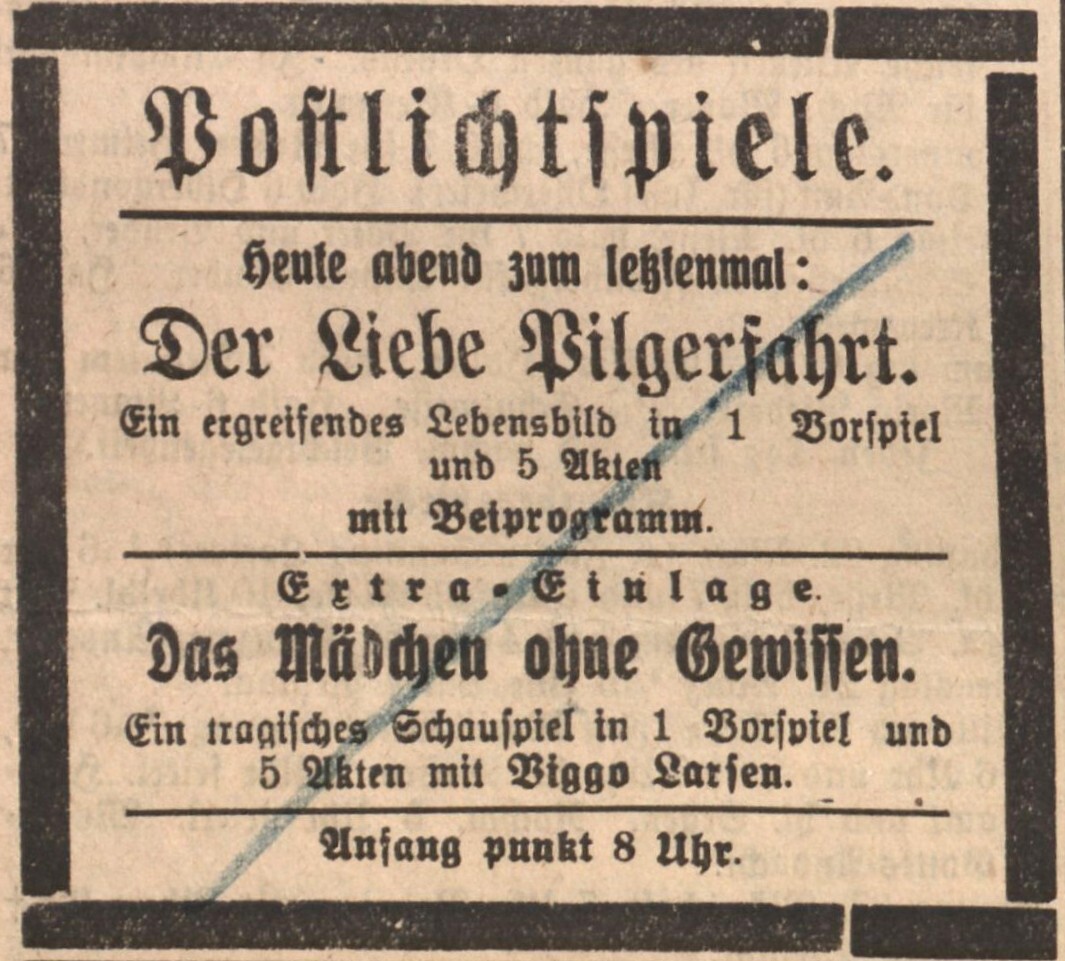 Postlichtspiele.
Heute abend zum letztenmal:
Der Liebe Pilgerfahrt.
Ein ergreifendes Lebensbild in 1 Vorspiel
und 5 Akten
mit Beiprogramm.
Extra-Einlage.
Das Mädchen ohne Gewissen.
Ein tragisches Schauspiel in 1 Vorspiel und
5 Akten mit Viggo Larsen.
Anfang punkt 8 Uhr.